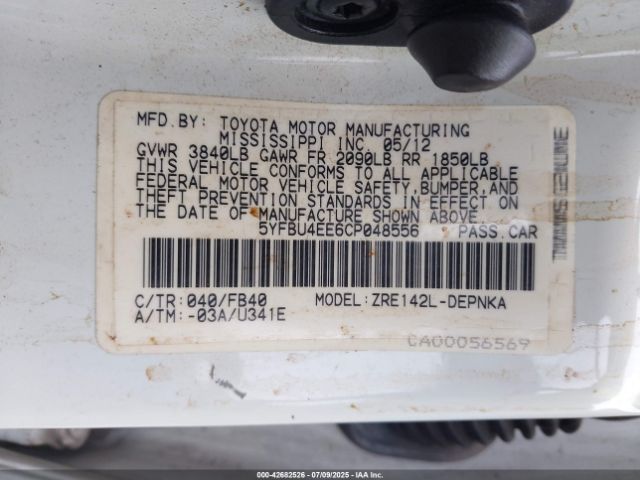 MFD.BY: TOYOTA MOTOR MANUFACTURING
MISSISSIPPI INC. 05/12
GVWR 3840LB GAWR FR 2090LB RR 1850LB
THIS VEHICLE CONFORMS TO ALL APPLICABLE
FEDERAL MOTOR VEHICLE SAFETY, BUMPER, AND
THEFT PREVENTION STANDARDS IN EFFECT ON
THE DATE OF MANUFACTURE SHOWN ABOVE.
5YFBU4EE6CP048556 PASS.CAR
C/TR:040/FB40 MODEL:ZRE142L-DEPNKA
A/TM:-03A/U341E
CA00056569
00-42682526 - 07/09/2025 - IAA Inc.